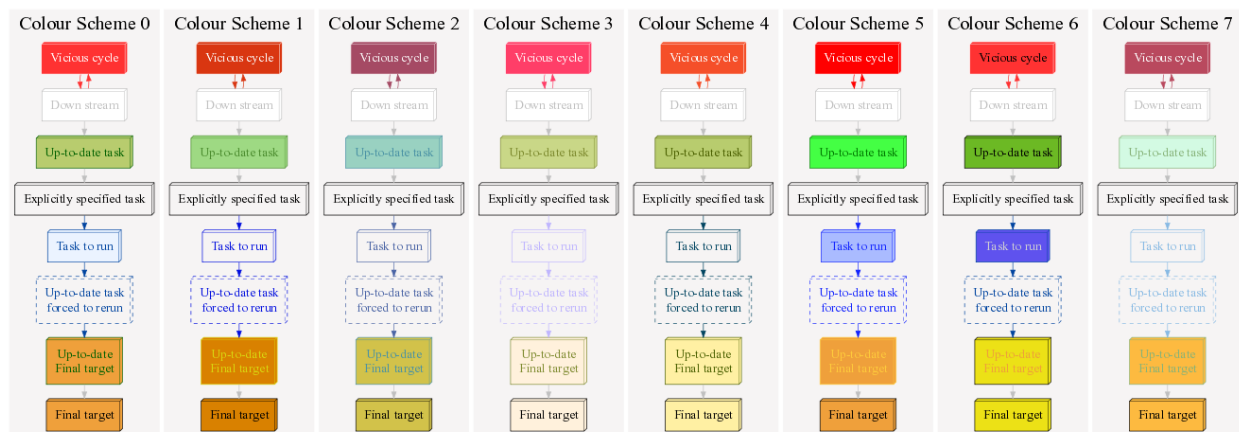 Colour Scheme 0
Vicious cycle
Down stream
Up-to-date task
Explicitly specified task
Task to run
Up-to-date task
forced to rerun
Up-to-date
Final target
Final target
Colour Scheme 1
Vicious cycle
Down stream
Up-to-date task
Explicitly specified task
Task to run
Up-to-date task
forced to rerun
Up-to-date
Final target
Final target
Colour Scheme 2
Vicious cycle
Down stream
Up-to-date task
Explicitly specified task
Task to run
Up-to-date task
forced to rerun
Up-to-date
Final target
Final target
Colour Scheme 3
Vicious cycle
Down stream
Up-to-date task
Explicitly specified task
Task to run
Up-to-date task
forced to rerun
Up-to-date
Final target
Final target
Colour Scheme 4
Vicious cycle
Down stream
Up-to-date task
Explicitly specified task
Task to run
Up-to-date task
forced to rerun
Up-to-date
Final target
Final target
Colour Scheme 5
Vicious cycle
Down stream
Up-to-date task
Explicitly specified task
Task to run
Up-to-date task
forced to rerun
Up-to-date
Final target
Final target
Colour Scheme 6
Vicious cycle
Down stream
Up-to-date task
Explicitly specified task
Task to run
Up-to-date task
forced to rerun
Up-to-date
Final target
Final target
Colour Scheme 7
Vicious cycle
Down stream
Up-to-date task
Explicitly specified task
Task to run
Up-to-date task
forced to rerun
Up-to-date
Final target
Final target